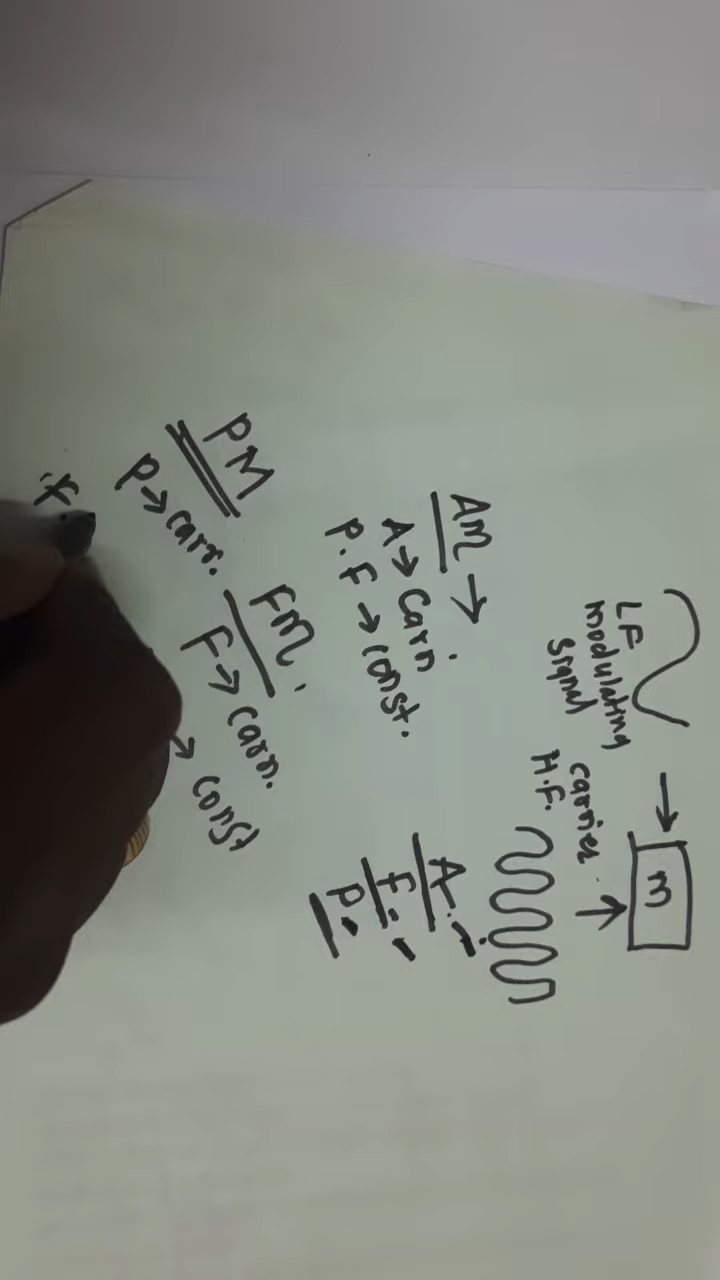 LF
modulating
signal
m
carrier
H.F.
AM →
A → Carr.
P.F → const.
A.
F.
P.
FM
F → Carr.
→ const
PM
P → carr.